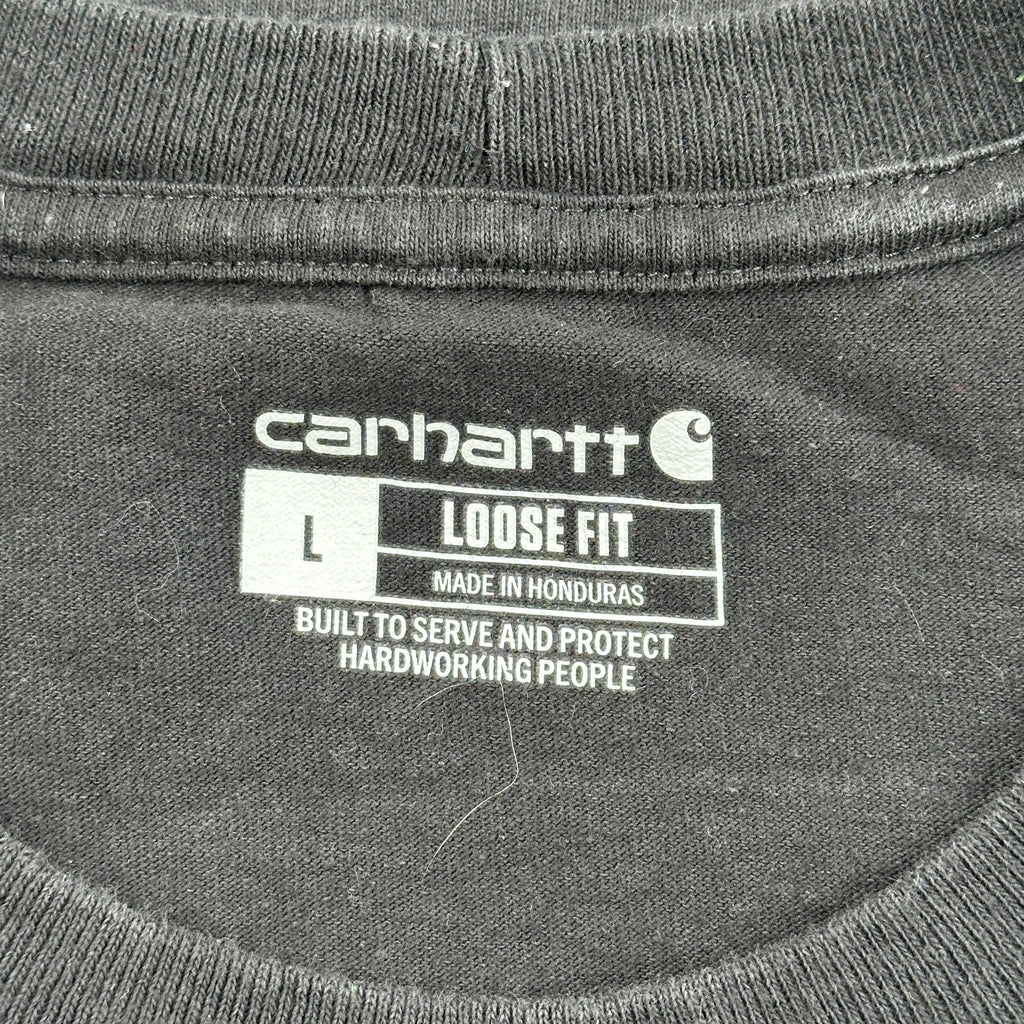 carhartt
L
LOOSE FIT
MADE IN HONDURAS
BUILT TO SERVE AND PROTECT
HARDWORKING PEOPLE